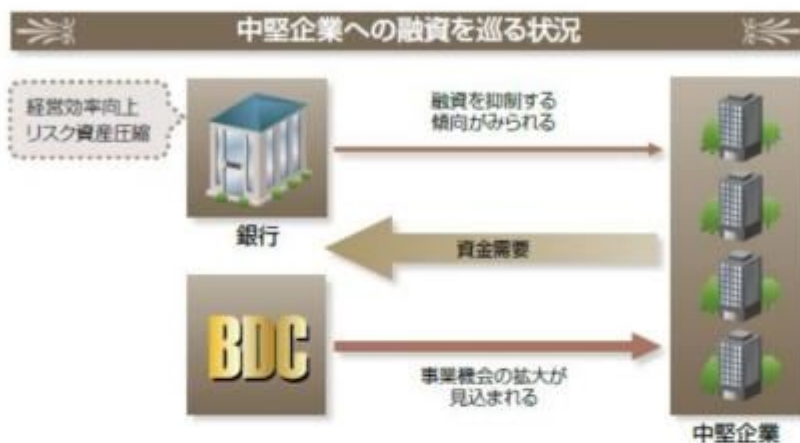 中堅企業への融資を巡る状況
経営効率向上
リスク資産圧縮
融資を抑制する
傾向がみられる
銀行
資金需要
BDC
事業機会の拡大が
見込まれる
中堅企業